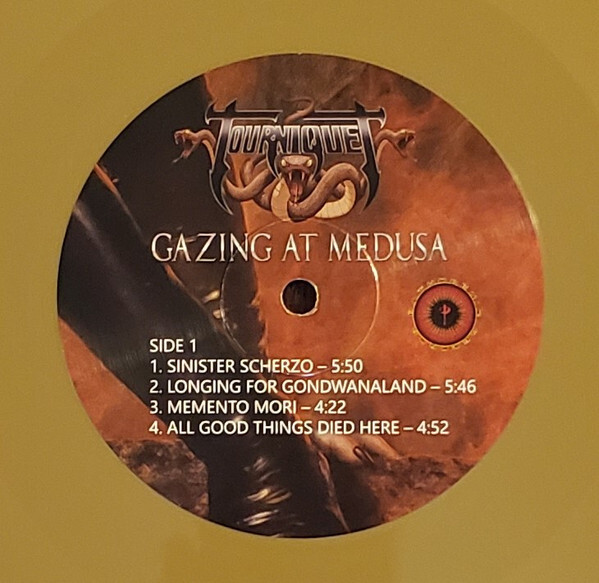 TOURNIQUET
GAZING AT MEDUSA
SIDE 1
1. SINISTER SCHERZO – 5:50
2. LONGING FOR GONDWANALAND – 5:46
3. MEMENTO MORI – 4:22
4. ALL GOOD THINGS DIED HERE – 4:52